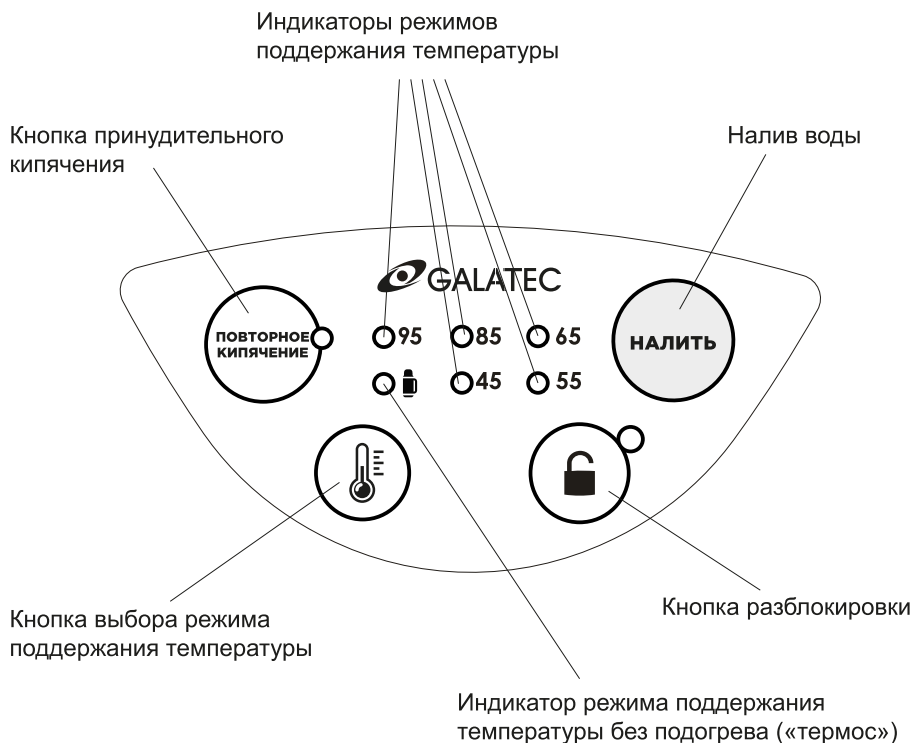 Индикаторы режимов
поддержания температуры
Кнопка принудительного
кипячения
Налив воды
GALATEC
ПОВТОРНОЕ
КИПЯЧЕНИЕ
95 85 65
НАЛИТЬ
45 55
Кнопка выбора режима
поддержания температуры
Кнопка разблокировки
Индикатор режима поддержания
температуры без подогрева («термос»)